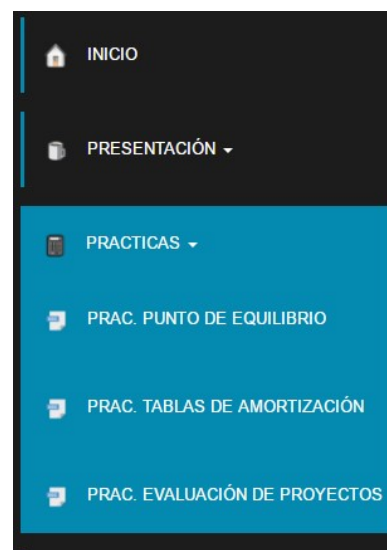 INICIO
PRESENTACIÓN
PRACTICAS
PRAC. PUNTO DE EQUILIBRIO
PRAC. TABLAS DE AMORTIZACIÓN
PRAC. EVALUACIÓN DE PROYECTOS